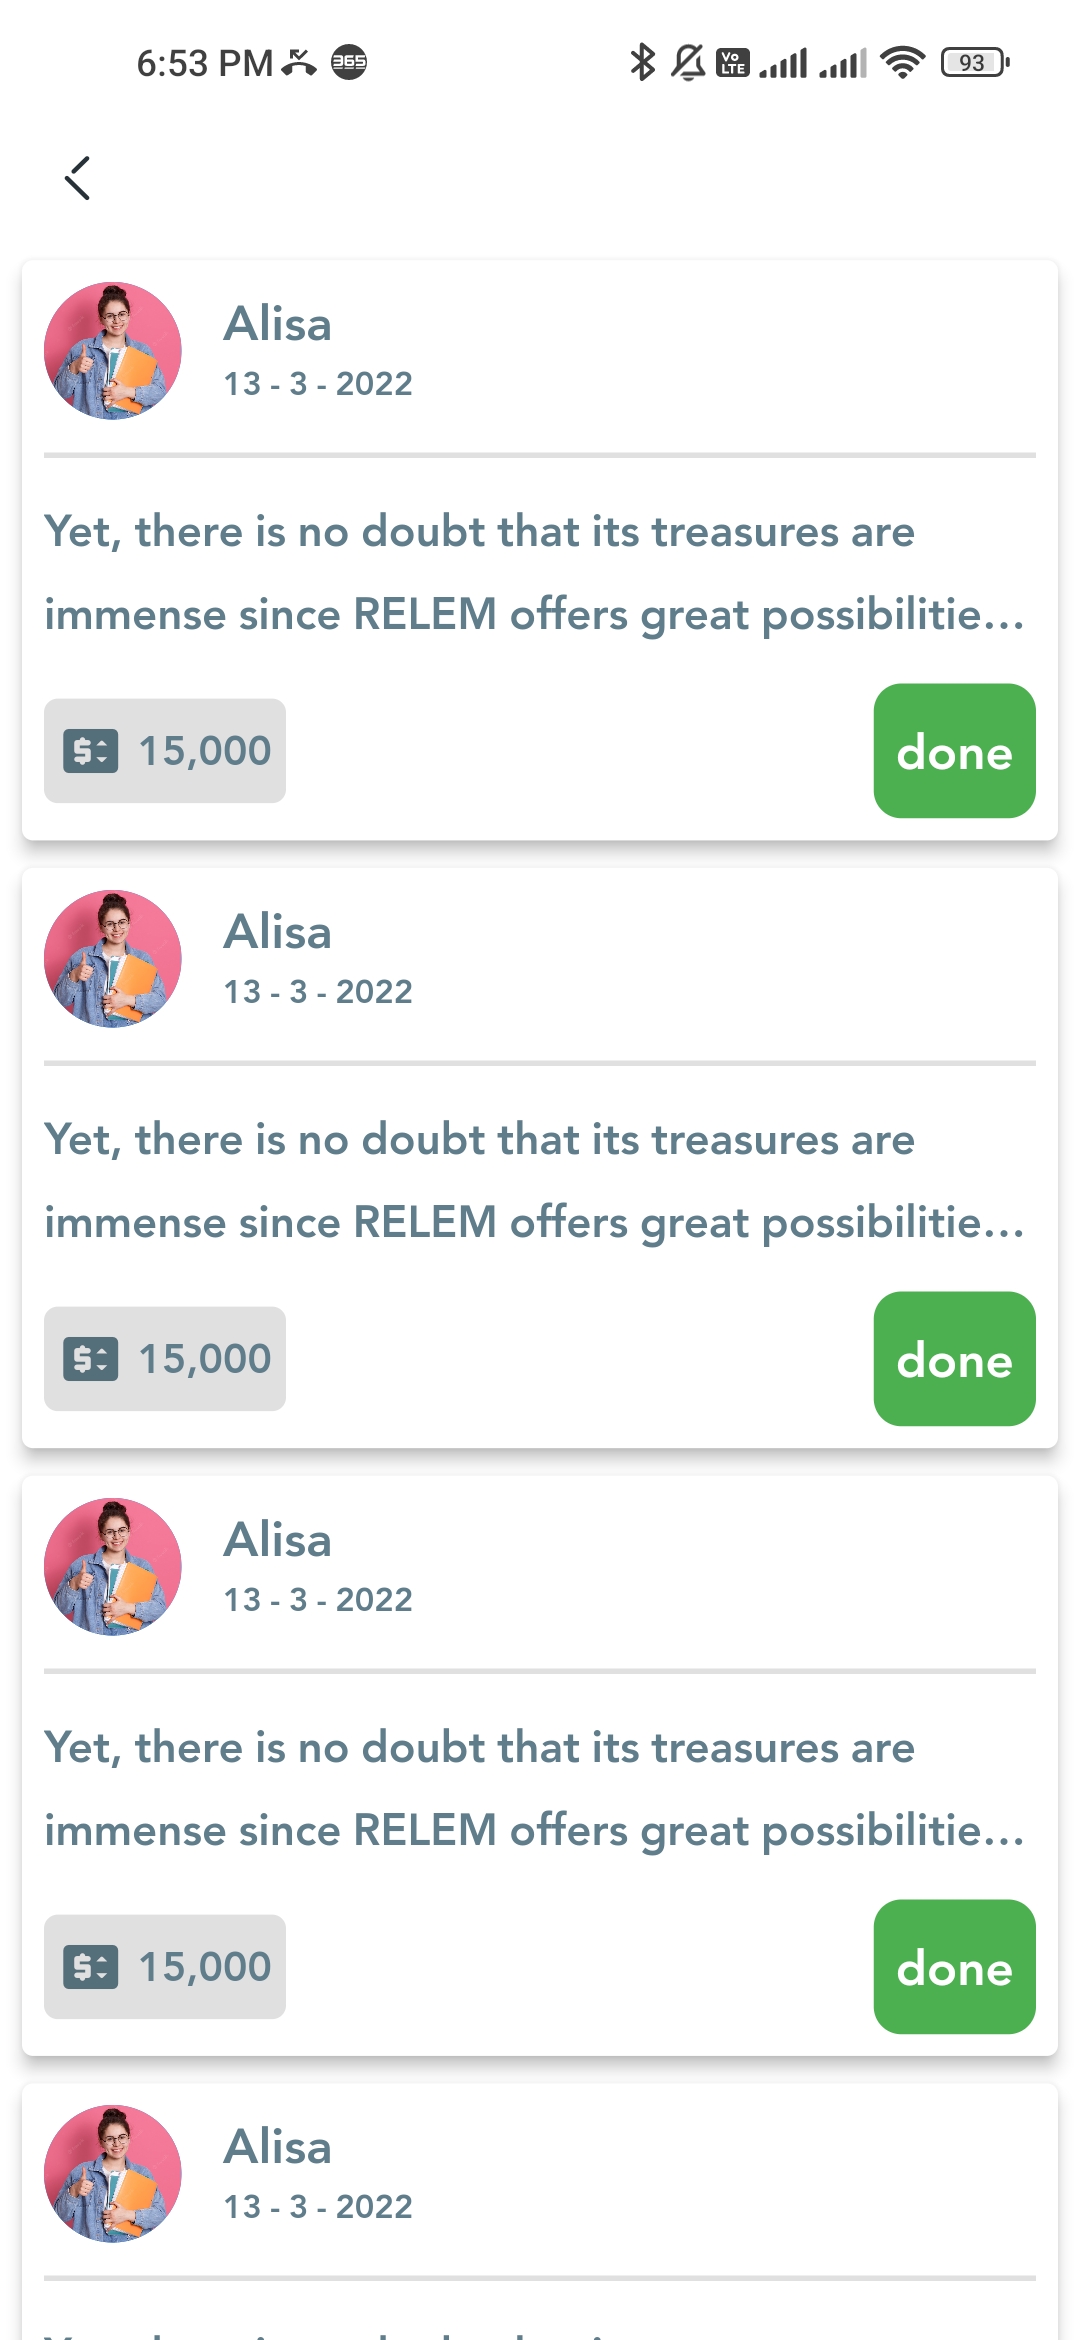 6:53 PM 365 Vo LTE 93
Alisa
13 - 3 - 2022
Yet, there is no doubt that its treasures are
immense since RELEM offers great possibilitie...
$ 15,000
done
Alisa
13 - 3 - 2022
Yet, there is no doubt that its treasures are
immense since RELEM offers great possibilitie...
$ 15,000
done
Alisa
13 - 3 - 2022
Yet, there is no doubt that its treasures are
immense since RELEM offers great possibilitie...
$ 15,000
done
Alisa
13 - 3 - 2022